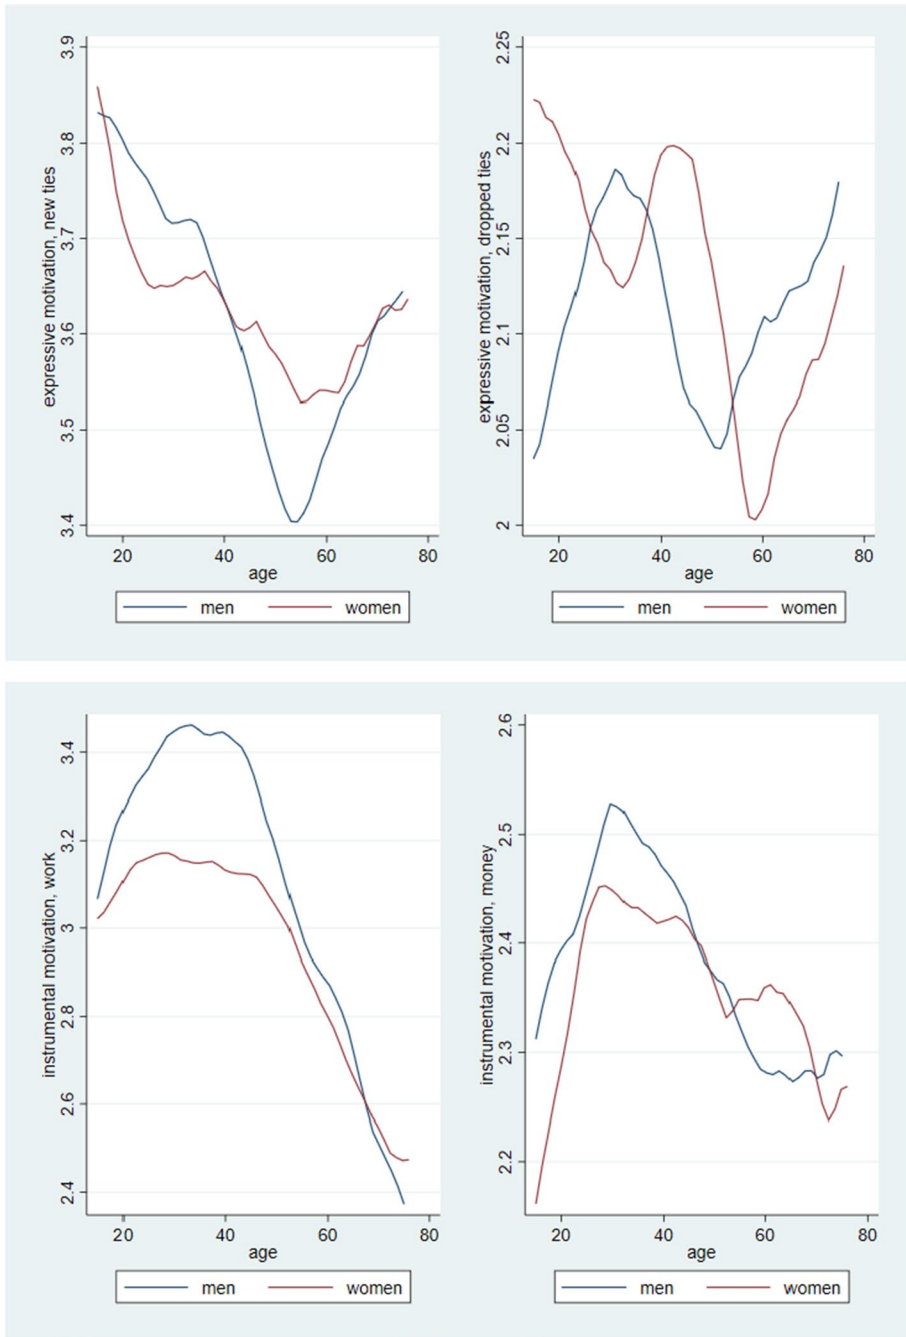 expressive motivation, new ties
3.9
3.8
3.7
3.6
3.5
3.4
20 40 60 80
age
men women
expressive motivation, dropped ties
2.25
2.2
2.15
2.1
2.05
2
20 40 60 80
age
men women
instrumental motivation, work
3.4
3.2
3
2.8
2.6
2.4
20 40 60 80
age
men women
instrumental motivation, money
2.6
2.5
2.4
2.3
2.2
20 40 60 80
age
men women